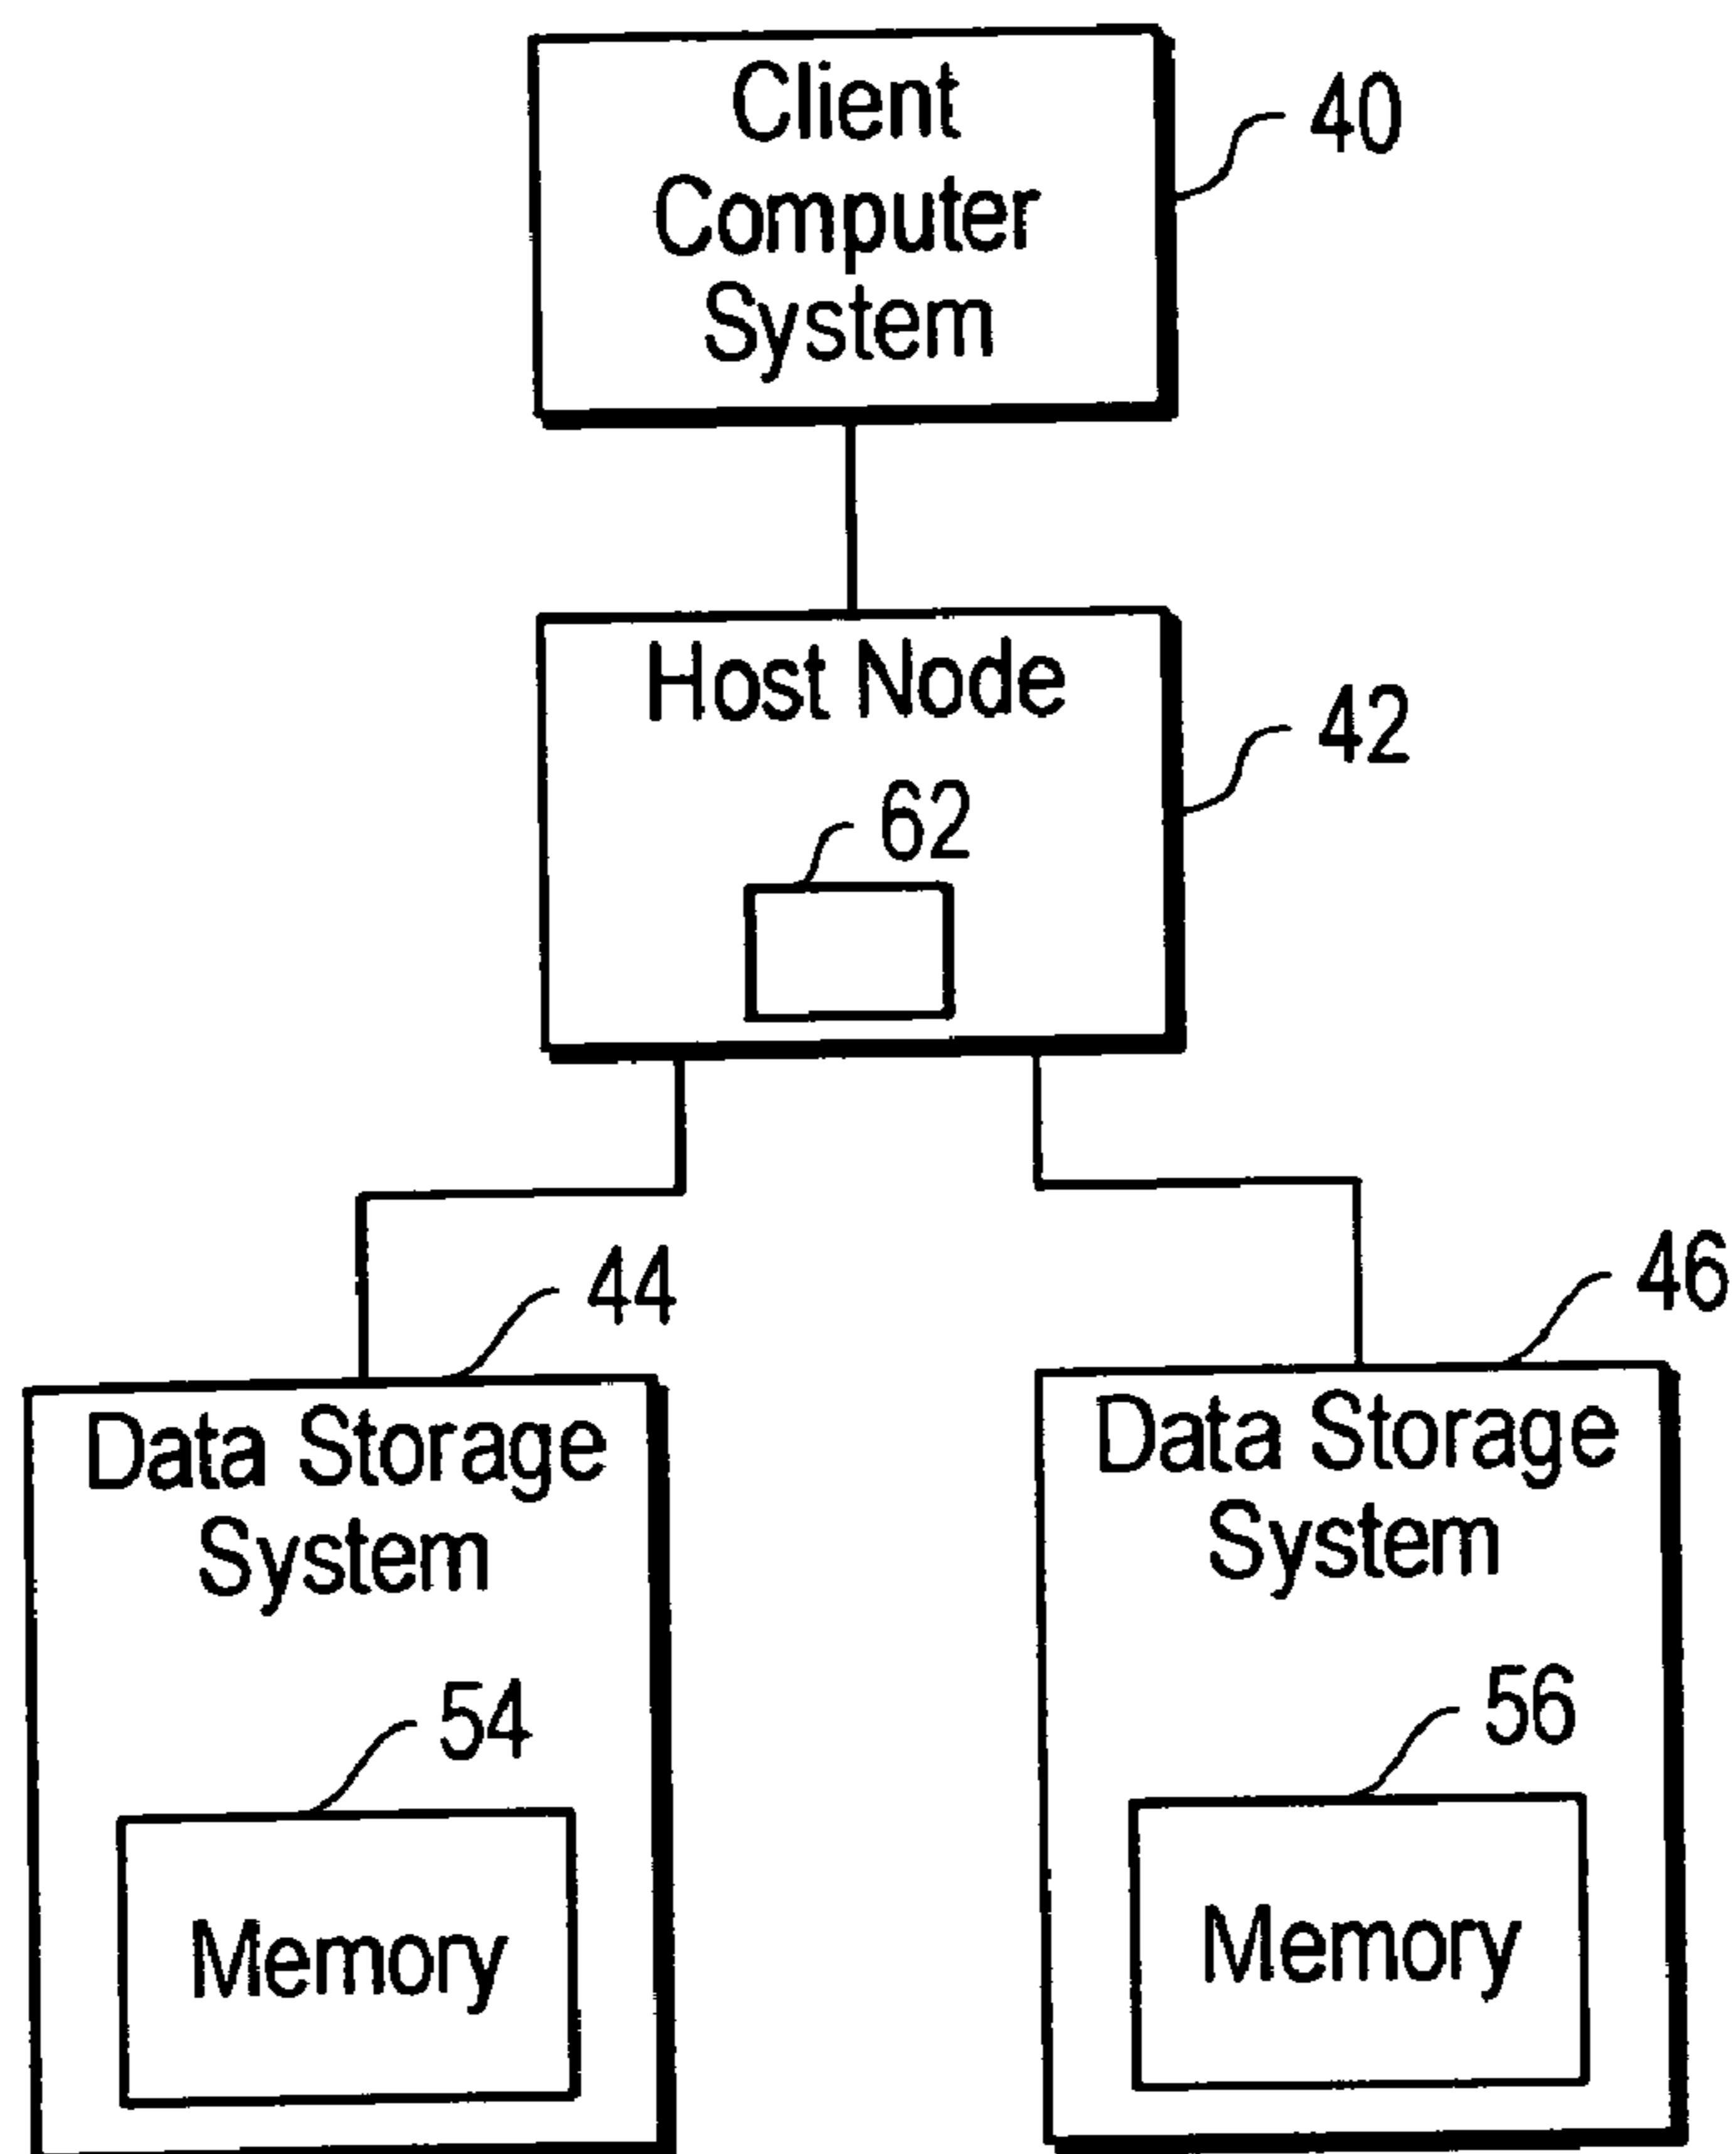 Client
Computer
System
40
Host Node
42
62
44
46
Data Storage
System
Data Storage
System
54
56
Memory
Memory